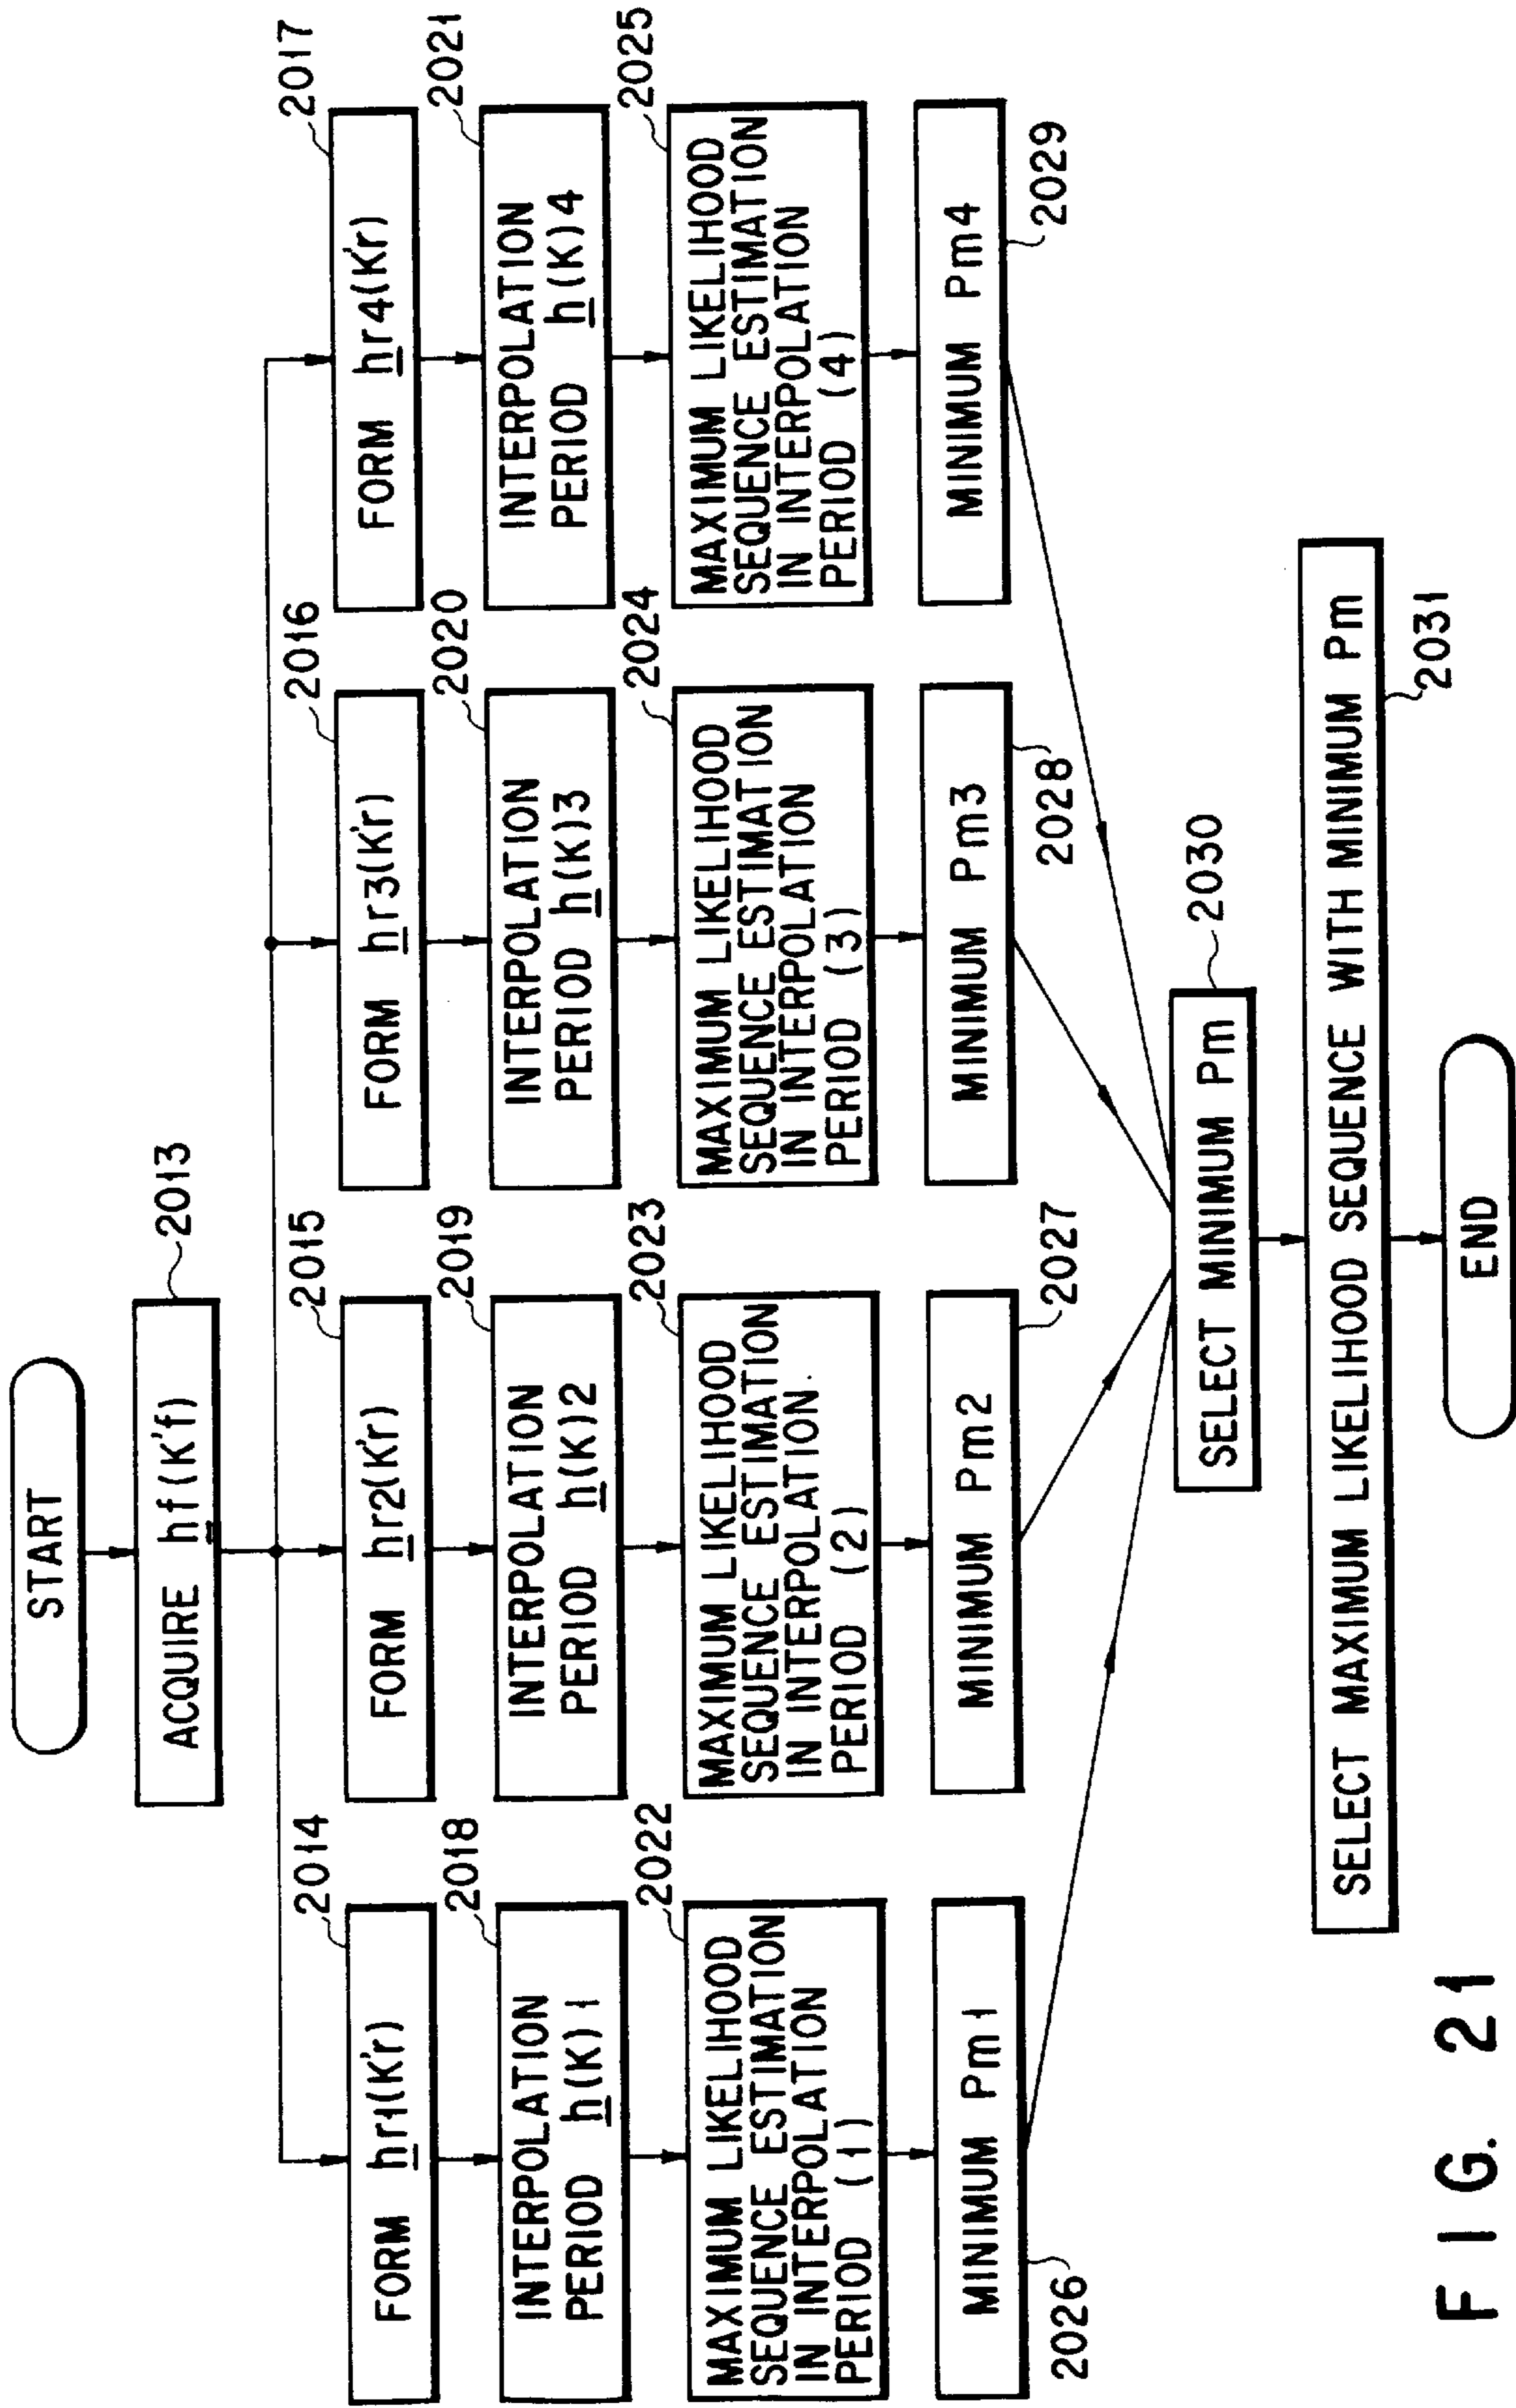 START
ACQUIRE hf(K'f)
2013
2014
2015
2016
2017
FORM hr1(K'r)
FORM hr2(K'r)
FORM hr3(K'r)
FORM hr4(K'r)
2018
2019
2020
2021
INTERPOLATION
PERIOD h(K)1
INTERPOLATION
PERIOD h(K)2
INTERPOLATION
PERIOD h(K)3
INTERPOLATION
PERIOD h(K)4
2022
2023
2024
2025
MAXIMUM LIKELIHOOD
SEQUENCE ESTIMATION
IN INTERPOLATION
PERIOD (1)
MAXIMUM LIKELIHOOD
SEQUENCE ESTIMATION
IN INTERPOLATION.
PERIOD (2)
MAXIMUM LIKELIHOOD
SEQUENCE ESTIMATION
IN INTERPOLATION
PERIOD (3)
MAXIMUM LIKELIHOOD
SEQUENCE ESTIMATION
IN INTERPOLATION
PERIOD (4)
MINIMUM Pm1
MINIMUM Pm2
MINIMUM Pm3
MINIMUM Pm4
2026
2027
2028
2029
SELECT MINIMUM Pm
2030
SELECT MAXIMUM LIKELIHOOD SEQUENCE WITH MINIMUM Pm
2031
END
FIG. 21